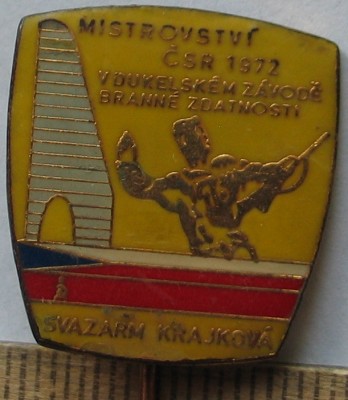 MISTROVSTVÍ
ČSR 1972
V DUKELSKÉM ZÁVODĚ
BRANNÉ ZDATNOSTI
SVAZARM KRAJKOVÁ